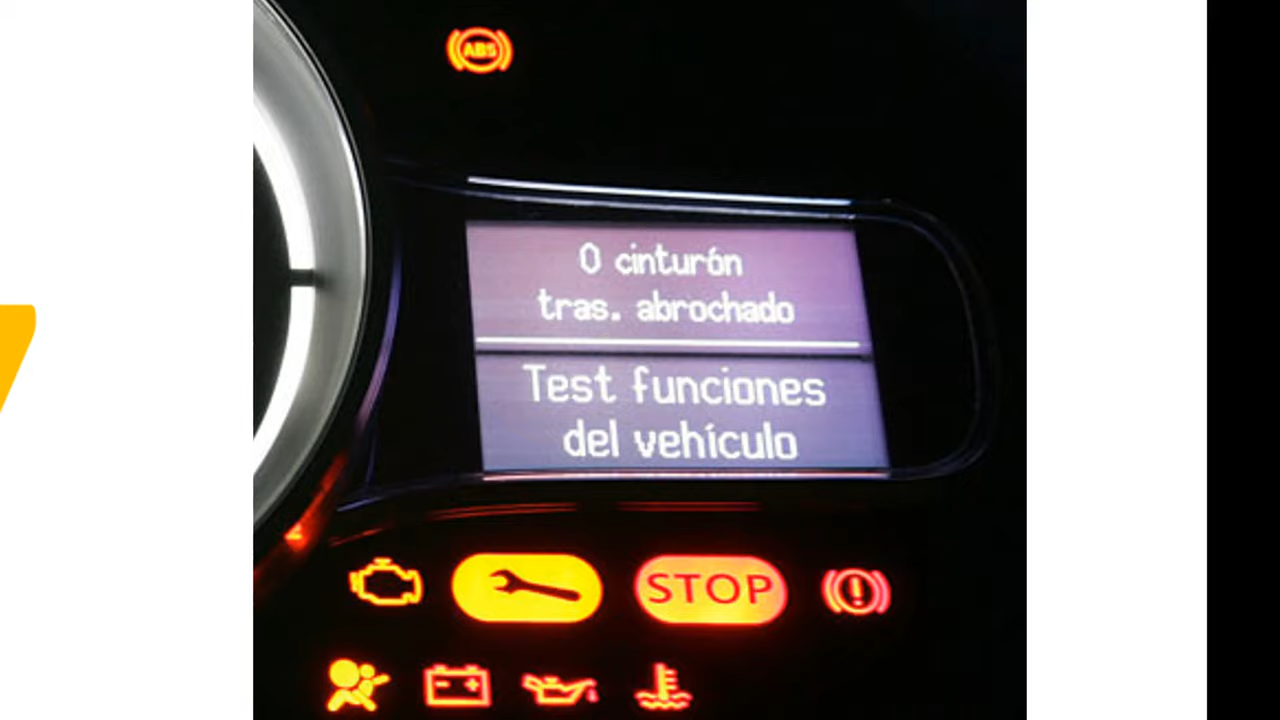 ABS
0 cinturón
tras. abrochado
Test funciones
del vehículo
STOP